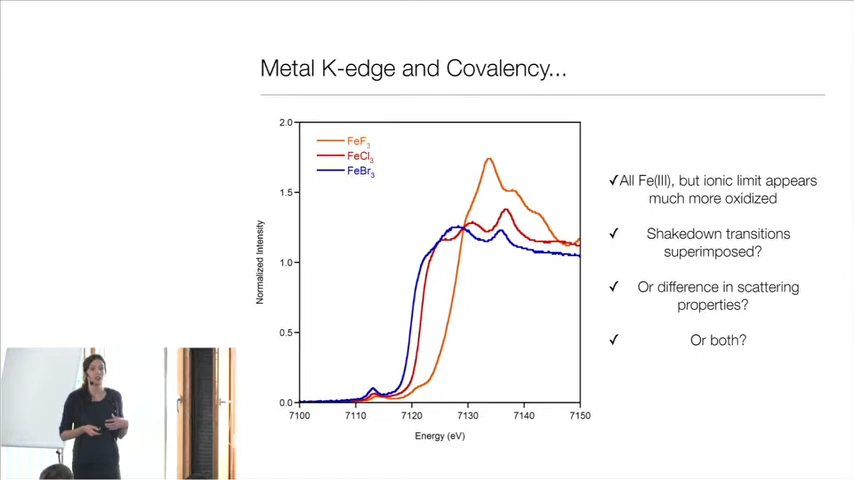 Metal K-edge and Covalency...
2.0
1.5
1.0
0.5
0.0
Normalized Intensity
FeF3
FeCl3
FeBr3
7100
7110
7120
7130
7140
7150
Energy (eV)
✓All Fe(III), but ionic limit appears
much more oxidized
✓ Shakedown transitions
superimposed?
✓ Or difference in scattering
properties?
✓ Or both?